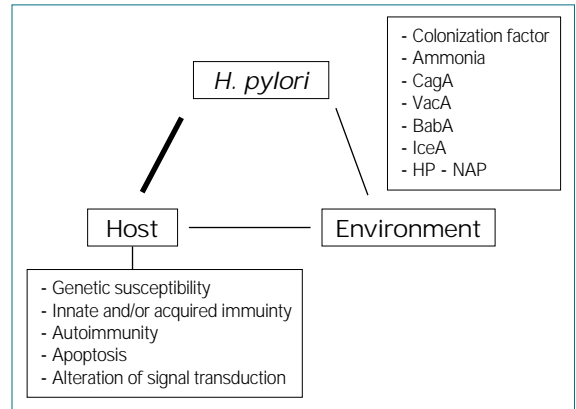 - Colonization factor
- Ammonia
- CagA
- VacA
- BabA
- IceA
- HP - NAP
H. pylori
Host
Environment
- Genetic susceptibility
- Innate and/or acquired immuinty
- Autoimmunity
- Apoptosis
- Alteration of signal transduction